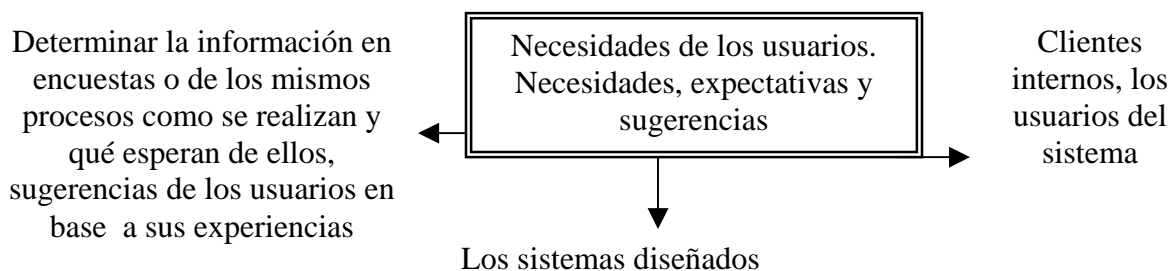 Determinar la información en
encuestas o de los mismos
procesos como se realizan y
qué esperan de ellos,
sugerencias de los usuarios en
base  a sus experiencias
Necesidades de los usuarios.
Necesidades, expectativas y
sugerencias
Clientes
internos, los
usuarios del
sistema
Los sistemas diseñados